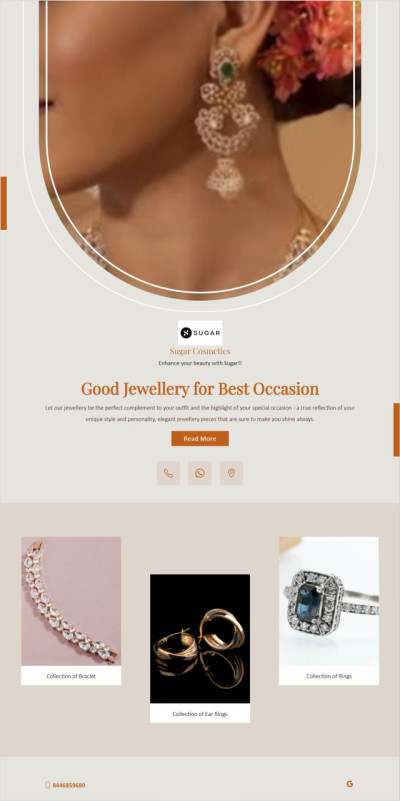 SUGAR
Sugar Cosmetics
Enhance your beauty with Sugar!!!
Good Jewellery for Best Occasion
Let our jewellery be the perfect complement to your outfit and the highlight of your special occasion - a true reflection of your
unique style and personality, elegant jewellery pieces that are sure to make you shine always.
Read More
Collection of Braclet
Collection of Ear Rings
Collection of Rings
8446859680